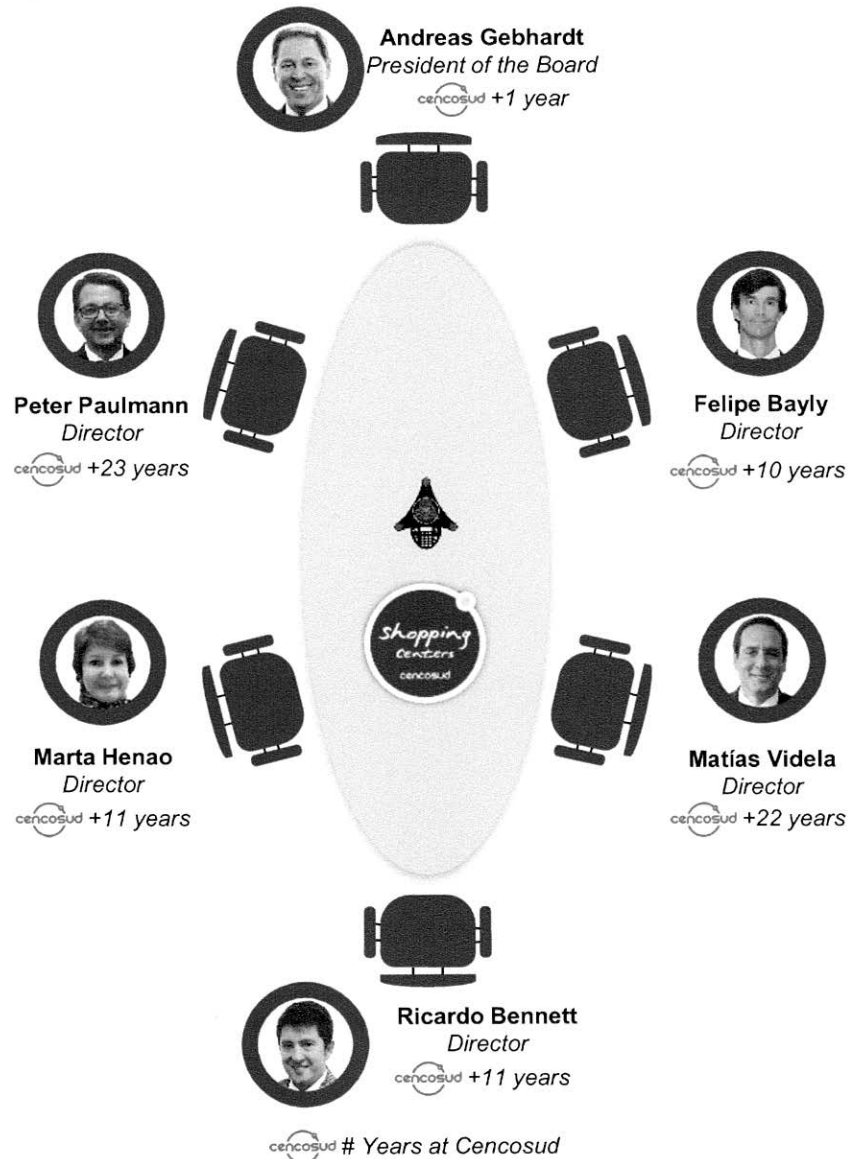 Andreas Gebhardt
President of the Board
cencosud +1 year
Peter Paulmann
Director
cencosud +23 years
Felipe Bayly
Director
cencosud +10 years
shopping
centers
cencosud
Marta Henao
Director
cencosud +11 years
Matías Videla
Director
cencosud +22 years
Ricardo Bennett
Director
cencosud +11 years
cencosud # Years at Cencosud